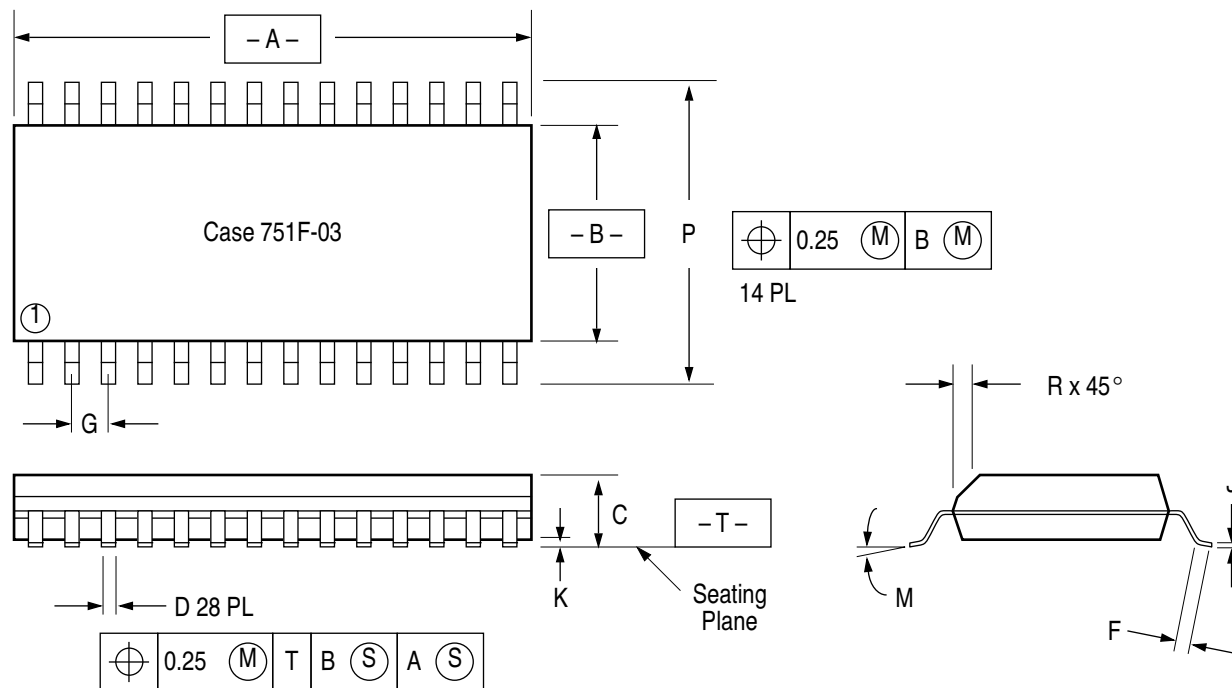 – A –
Case 751F-03
1
– B –
P
0.25 M B M
14 PL
G
R x 45°
C
– T –
K
Seating
Plane
M
J
F
D 28 PL
0.25 M T B S A S